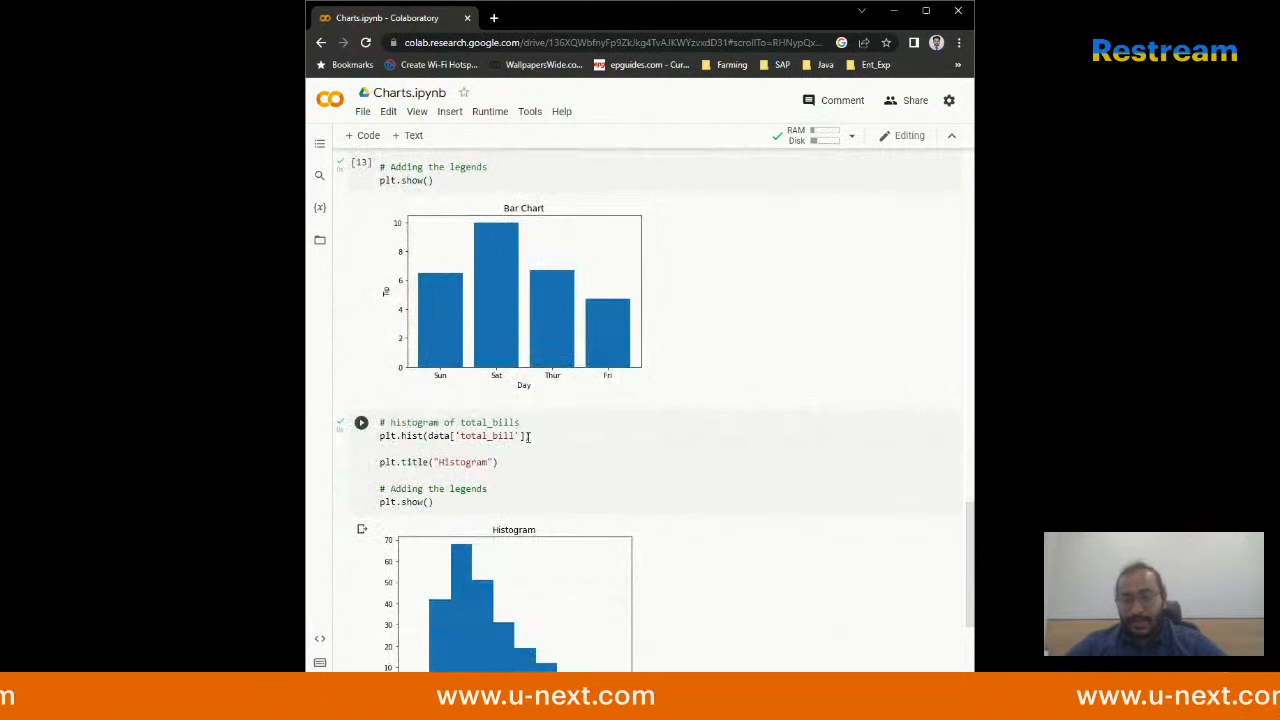 Charts.ipynb - Colaboratory
colab.research.google.com/drive/136XQWbfnyFp9ZkJkg4TvAJKWYzvxdD31#scrollTo=RHNypQx...
Bookmarks Create Wi-Fi Hotsp... WallpapersWide.co... epguides.com - Cur... Farming SAP Java Ent_Exp
Restream
Charts.ipynb
Comment Share
File Edit View Insert Runtime Tools Help
+ Code + Text
RAM
Disk
Editing
[13]
# Adding the legends
plt.show()
Bar Chart
10
8
6
4
2
0
Tip
Sun Sat Thur Fri
Day
# histogram of total_bills
plt.hist(data['total_bill'])
plt.title("Histogram")
# Adding the legends
plt.show()
Histogram
70
60
50
40
30
20
10
m
www.u-next.com
www.u-next.com